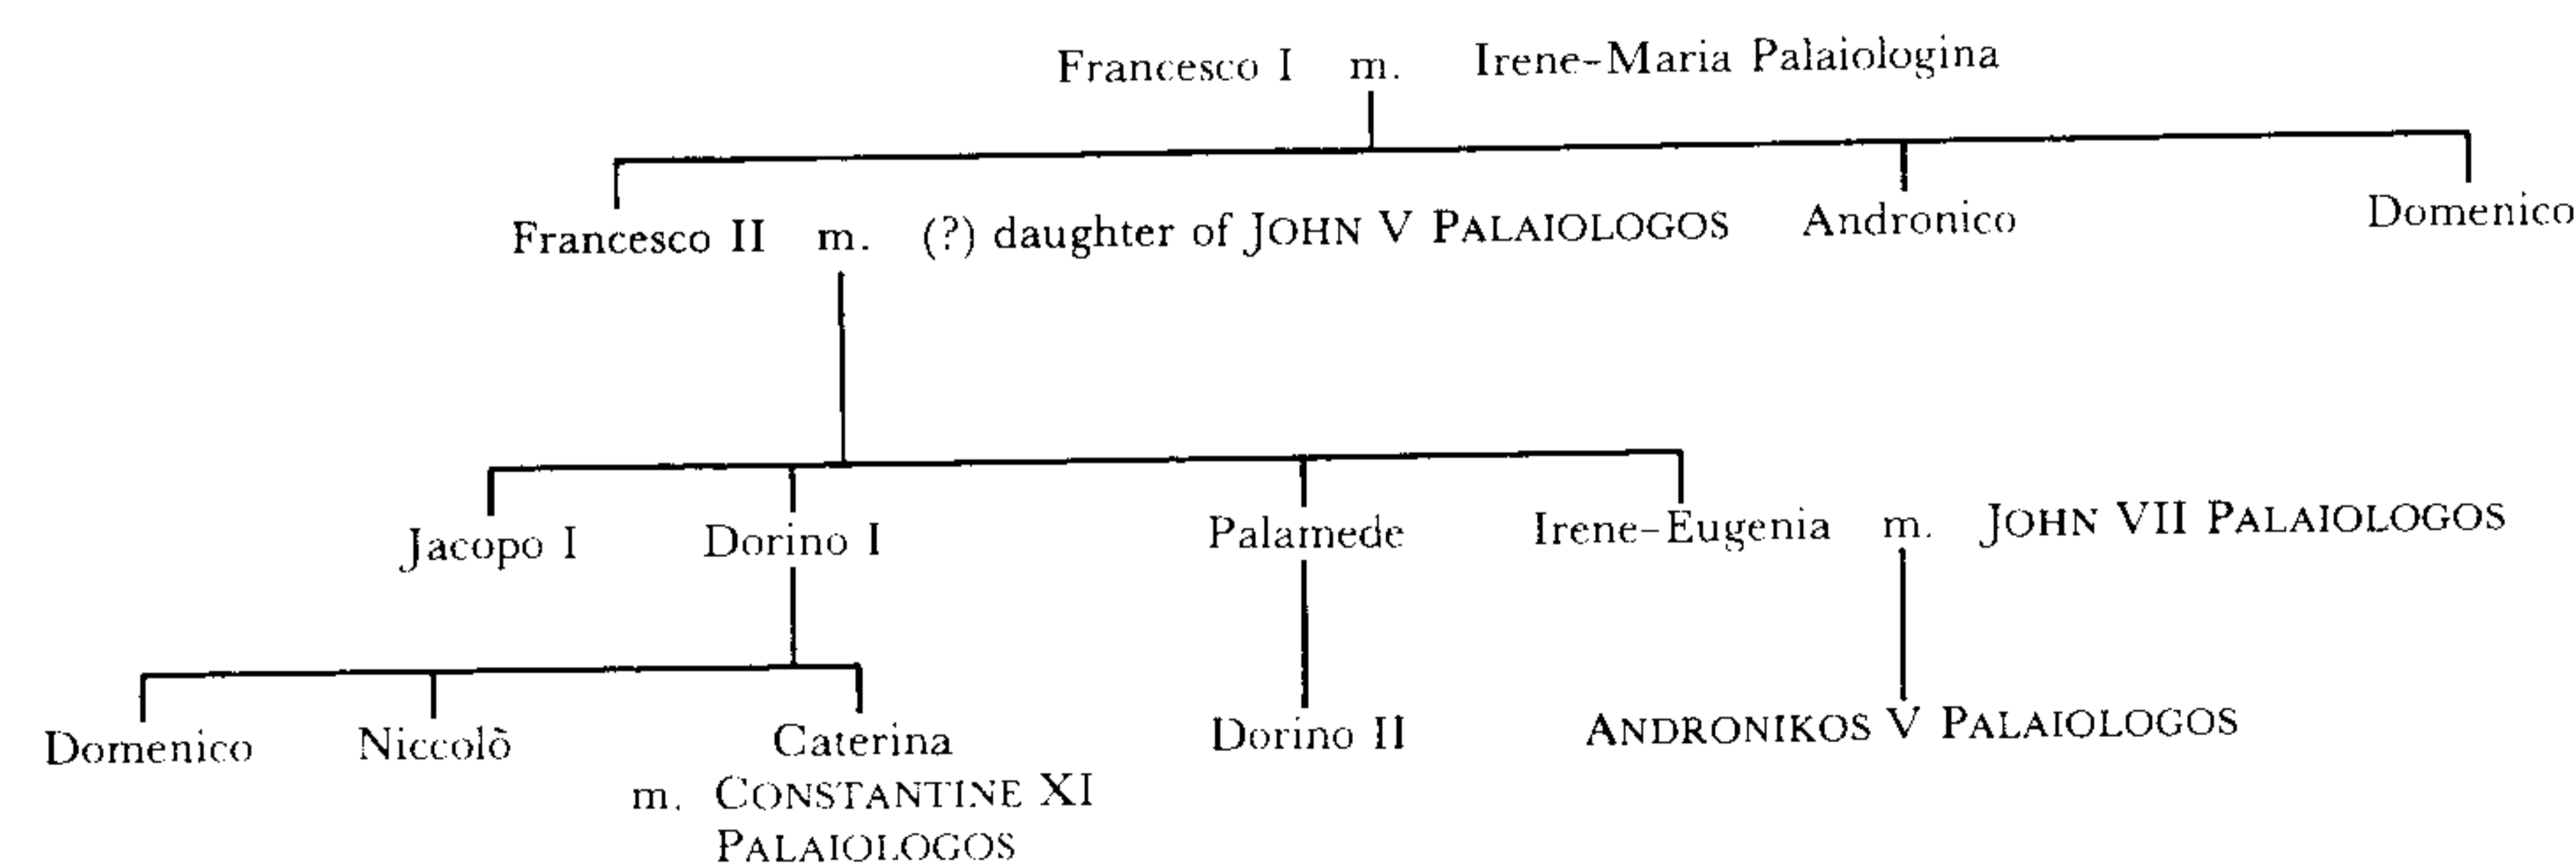 Francesco I m. Irene-Maria Palaiologina
Francesco II m. (?) daughter of JOHN V PALAIOLOGOS Andronico Domenico
Jacopo I Dorino I Palamede Irene-Eugenia m. JOHN VII PALAIOLOGOS
Domenico Niccolò Caterina Dorino II ANDRONIKOS V PALAIOLOGOS
m. CONSTANTINE XI
PALAIOLOGOS